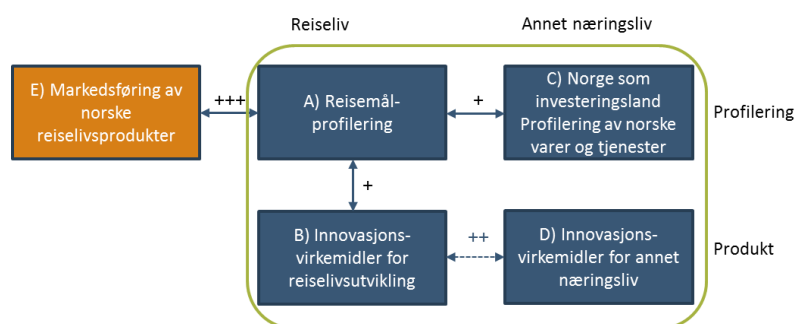 Reiseliv
Annet næringsliv
E) Markedsføring av
norske
reiselivsprodukter
+++
A) Reisemål-
profilering
+
C) Norge som
investeringsland
Profilering av norske
varer og tjenester
Profilering
+
B) Innovasjons-
virkemidler for
reiselivsutvikling
++
D) Innovasjons-
virkemidler for annet
næringsliv
Produkt